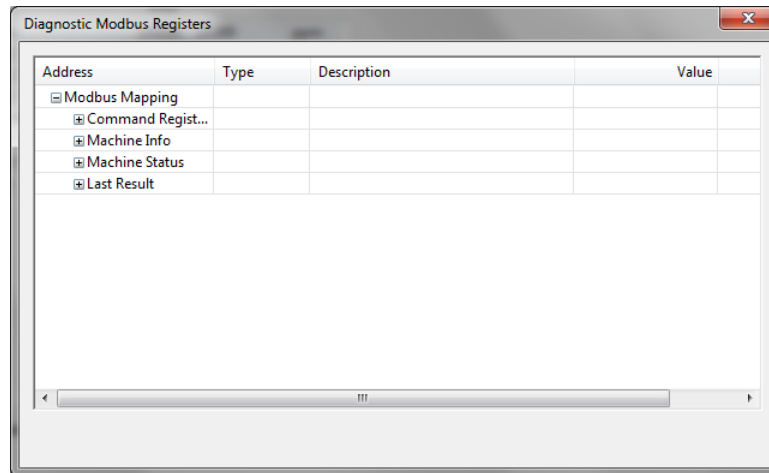 Diagnostic Modbus Registers
Address Type Description Value
Modbus Mapping
Command Regist...
Machine Info
Machine Status
Last Result